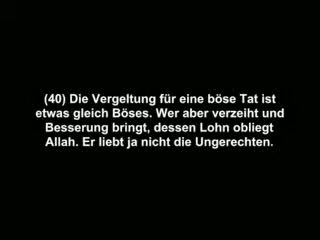 (40) Die Vergeltung für eine böse Tat ist
etwas gleich Böses. Wer aber verzeiht und
Besserung bringt, dessen Lohn obliegt
Allah. Er liebt ja nicht die Ungerechten.